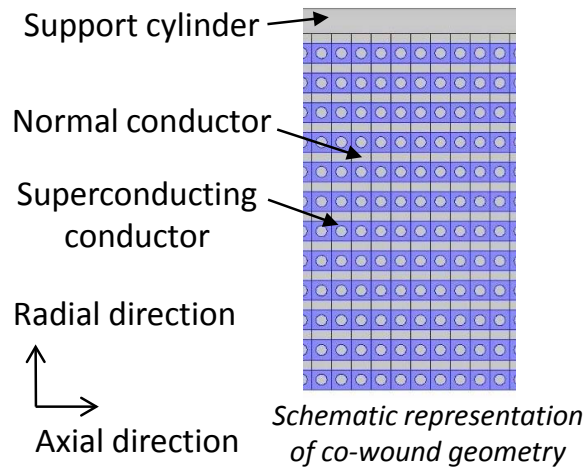 Support cylinder
Normal conductor
Superconducting
conductor
Radial direction
Axial direction
Schematic representation
of co-wound geometry